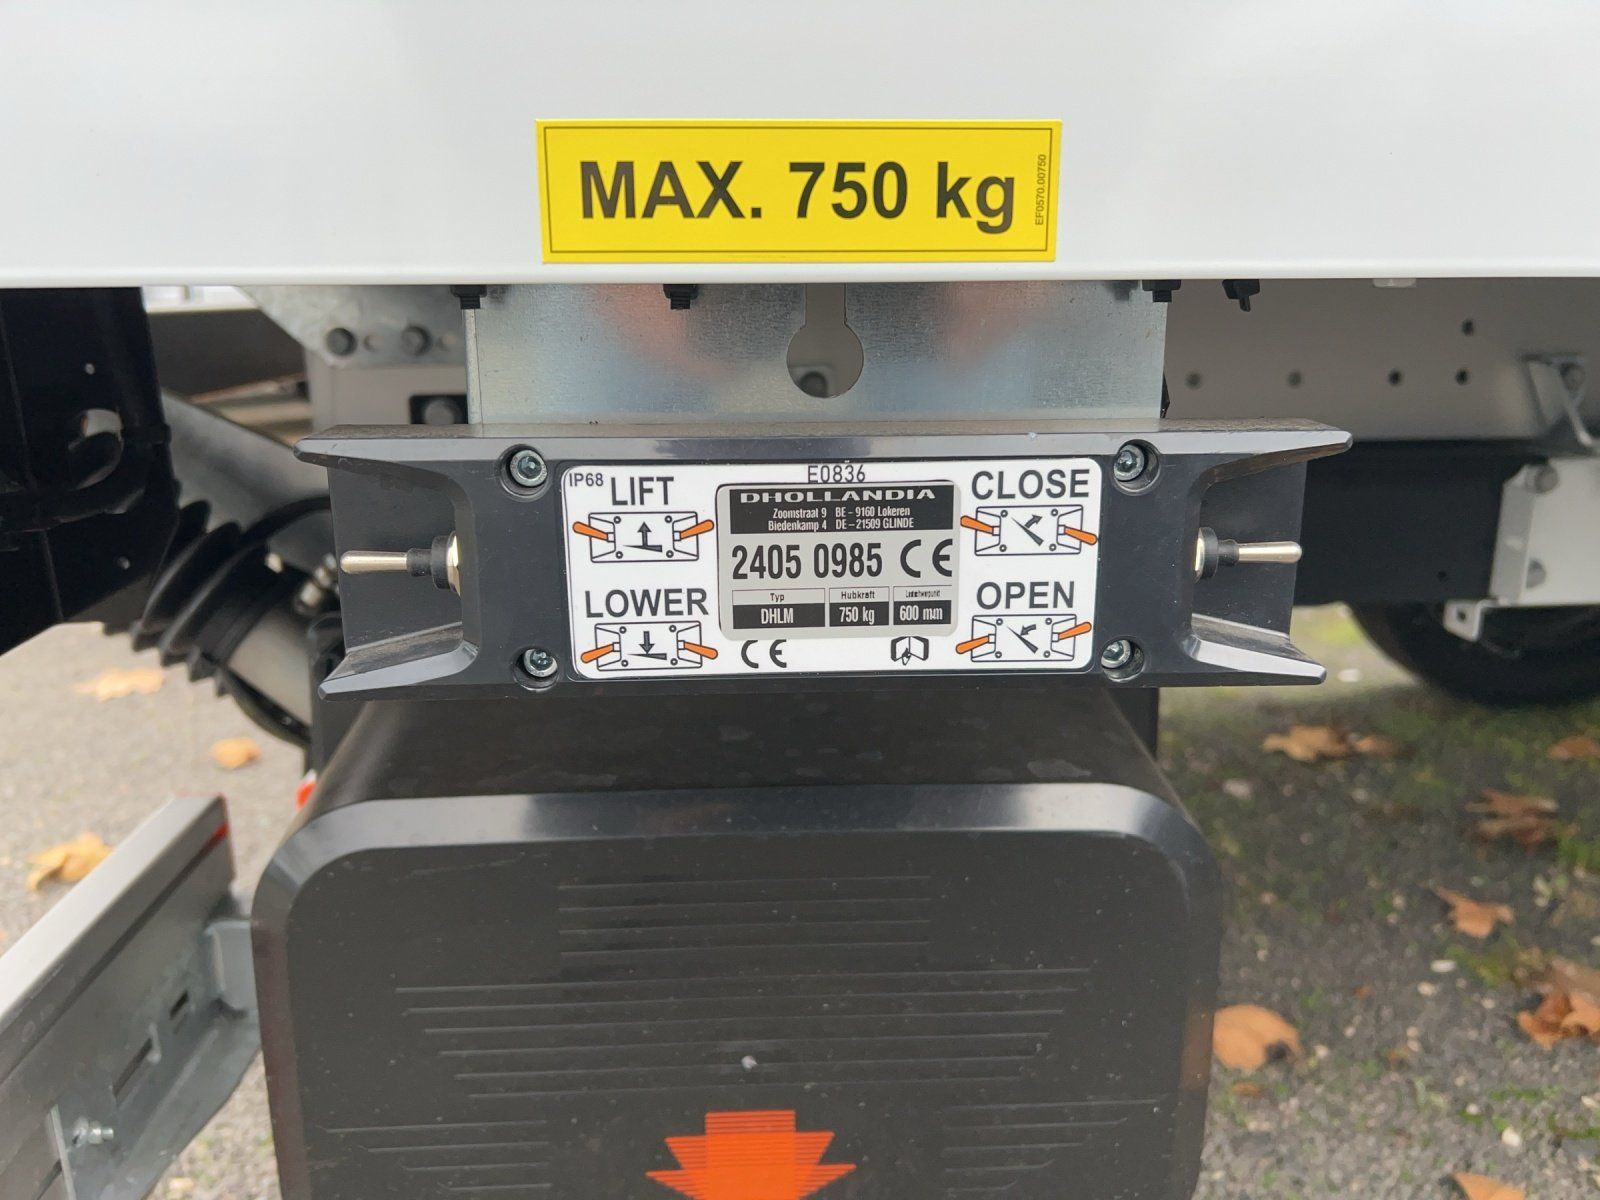 MAX. 750 kg
EF0570.00750
IP68
E0836
LIFT
LOWER
DHOLLANDIA
Zoomstraat 9 BE-9160 Lokeren
Biedenkamp 4 DE-21509 GLINDE
2405 0985 CE
Typ Hubkraft Lastschwerpunkt
DHLM 750 kg 600 mm
CE
CLOSE
OPEN